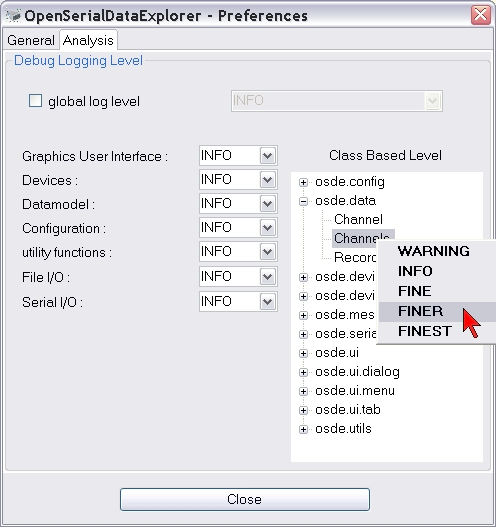 OpenSerialDataExplorer - Preferences
General
Analysis
Debug Logging Level
global log level
INFO
Graphics User Interface :
INFO
Class Based Level
Devices :
INFO
Datamodel :
INFO
Configuration :
INFO
utility functions :
INFO
File I/O :
INFO
Serial I/O :
INFO
osde.config
osde.data
Channel
Channels
Recor
osde.devi
osde.devi
osde.mes
osde.seria
osde.ui
osde.ui.dialog
osde.ui.menu
osde.ui.tab
osde.utils
WARNING
INFO
FINE
FINER
FINEST
Close